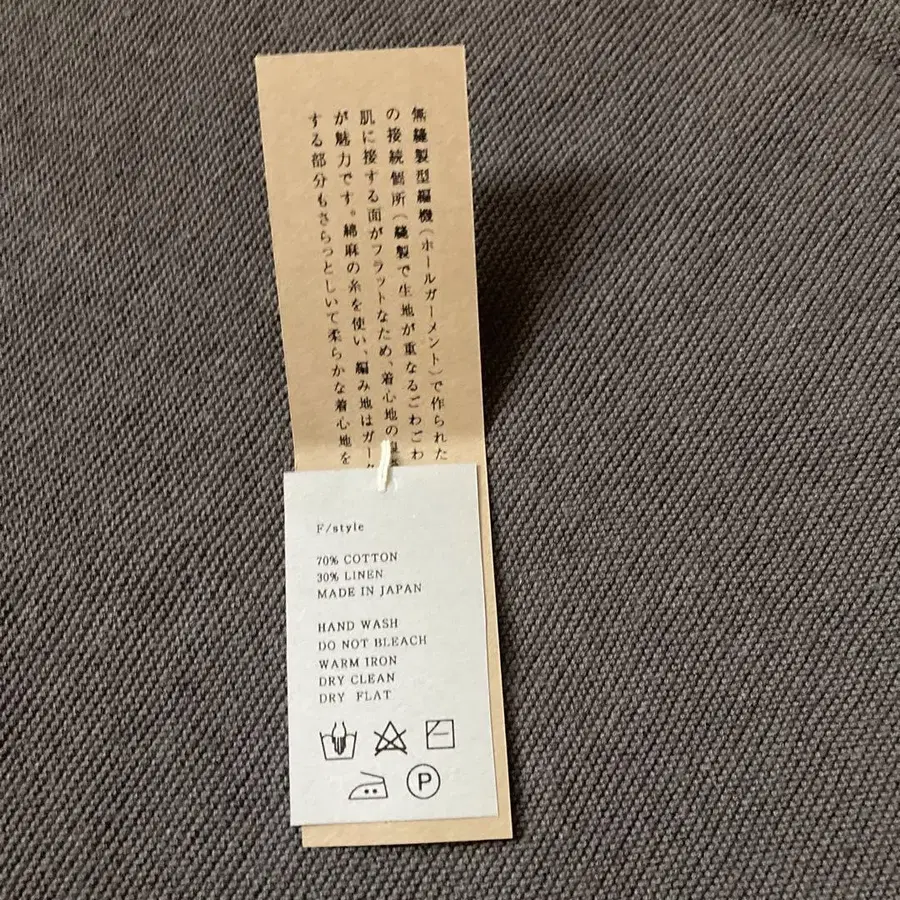 無縫製型編機（ホールガーメント）で作られた
の接続個所（縫製で生地が重なるごわごわ
肌に接する面がフラットなため、着心地の
が魅力です。綿麻の糸を使い、編み地はガー
する部分もさらっとしいて柔らかな着心地を
F/style
70% COTTON
30% LINEN
MADE IN JAPAN
HAND WASH
DO NOT BLEACH
WARM IRON
DRY CLEAN
DRY FLAT
P